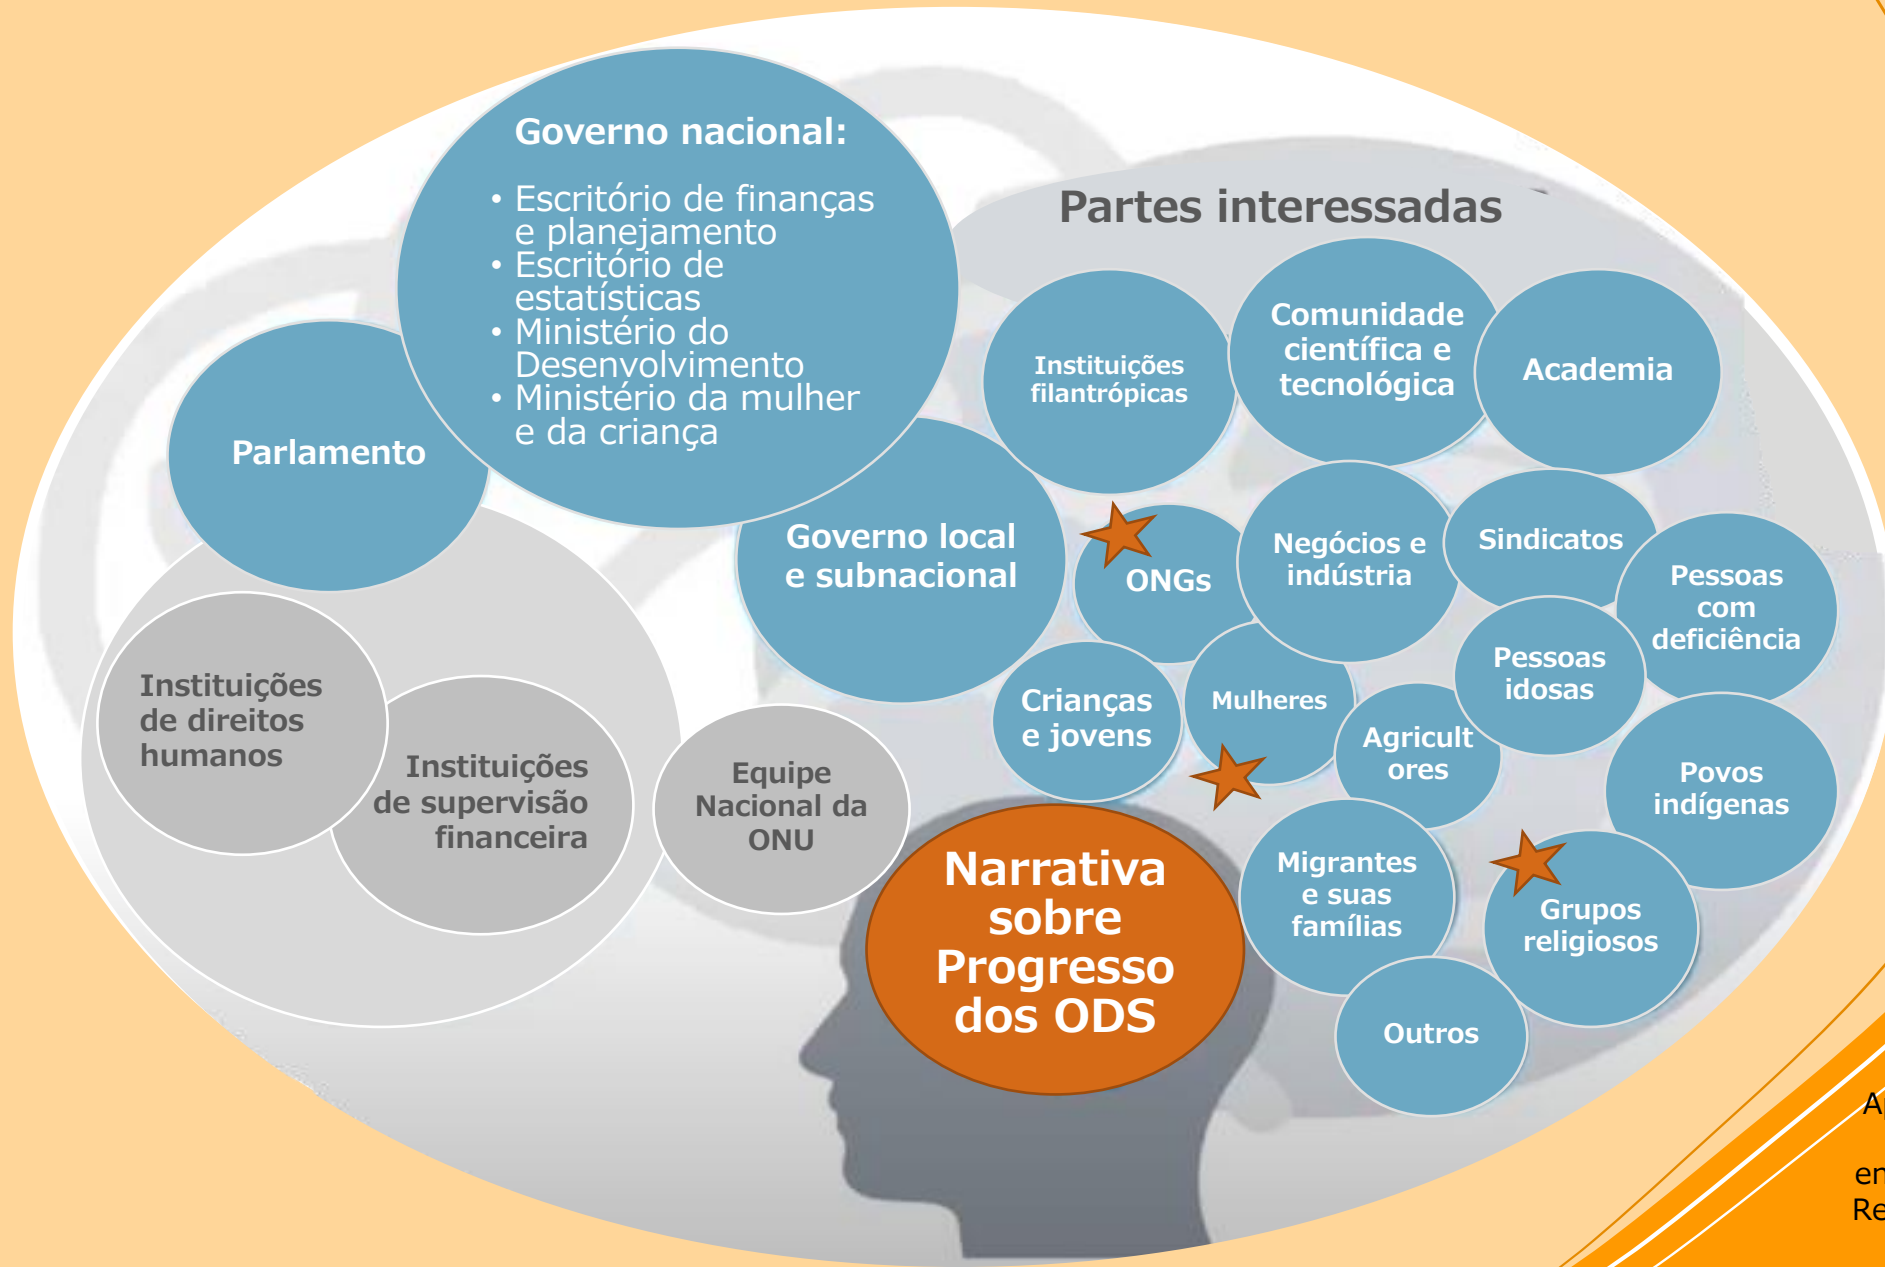 Governo nacional:
• Escritório de finanças
e planejamento
• Escritório de
estatísticas
• Ministério do
Desenvolvimento
• Ministério da mulher
e da criança
Parlamento
Governo local
e subnacional
Instituições
de direitos
humanos
Instituições
de supervisão
financeira
Equipe
Nacional da
ONU
Partes interessadas
Instituições
filantrópicas
Comunidade
científica e
tecnológica
Academia
ONGs
Negócios e
indústria
Sindicatos
Pessoas
com
deficiência
Crianças
e jovens
Mulheres
Agricult
ores
Pessoas
idosas
Povos
indígenas
Migrantes
e suas
famílias
Grupos
religiosos
Outros
Narrativa
sobre
Progresso
dos ODS